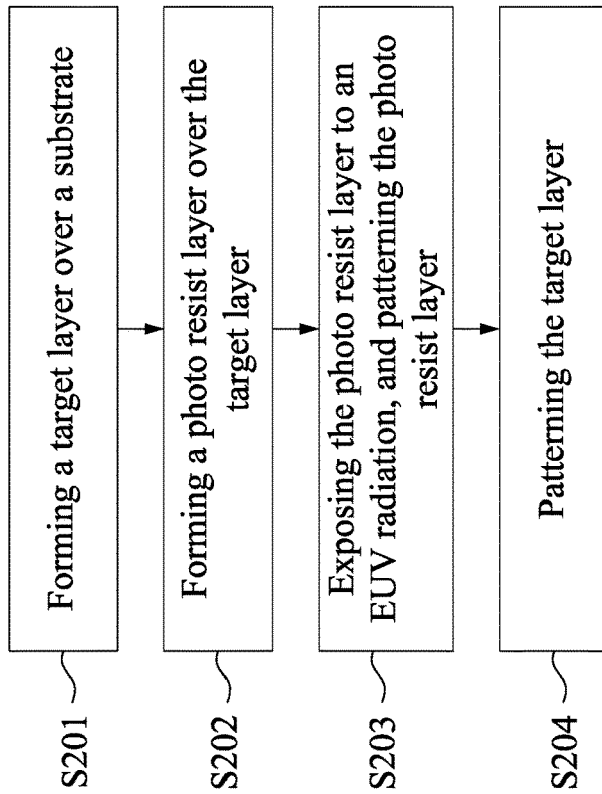 S201
Forming a target layer over a substrate
S202
Forming a photo resist layer over the
target layer
S203
Exposing the photo resist layer to an
EUV radiation, and patterning the photo
resist layer
S204
Patterning the target layer